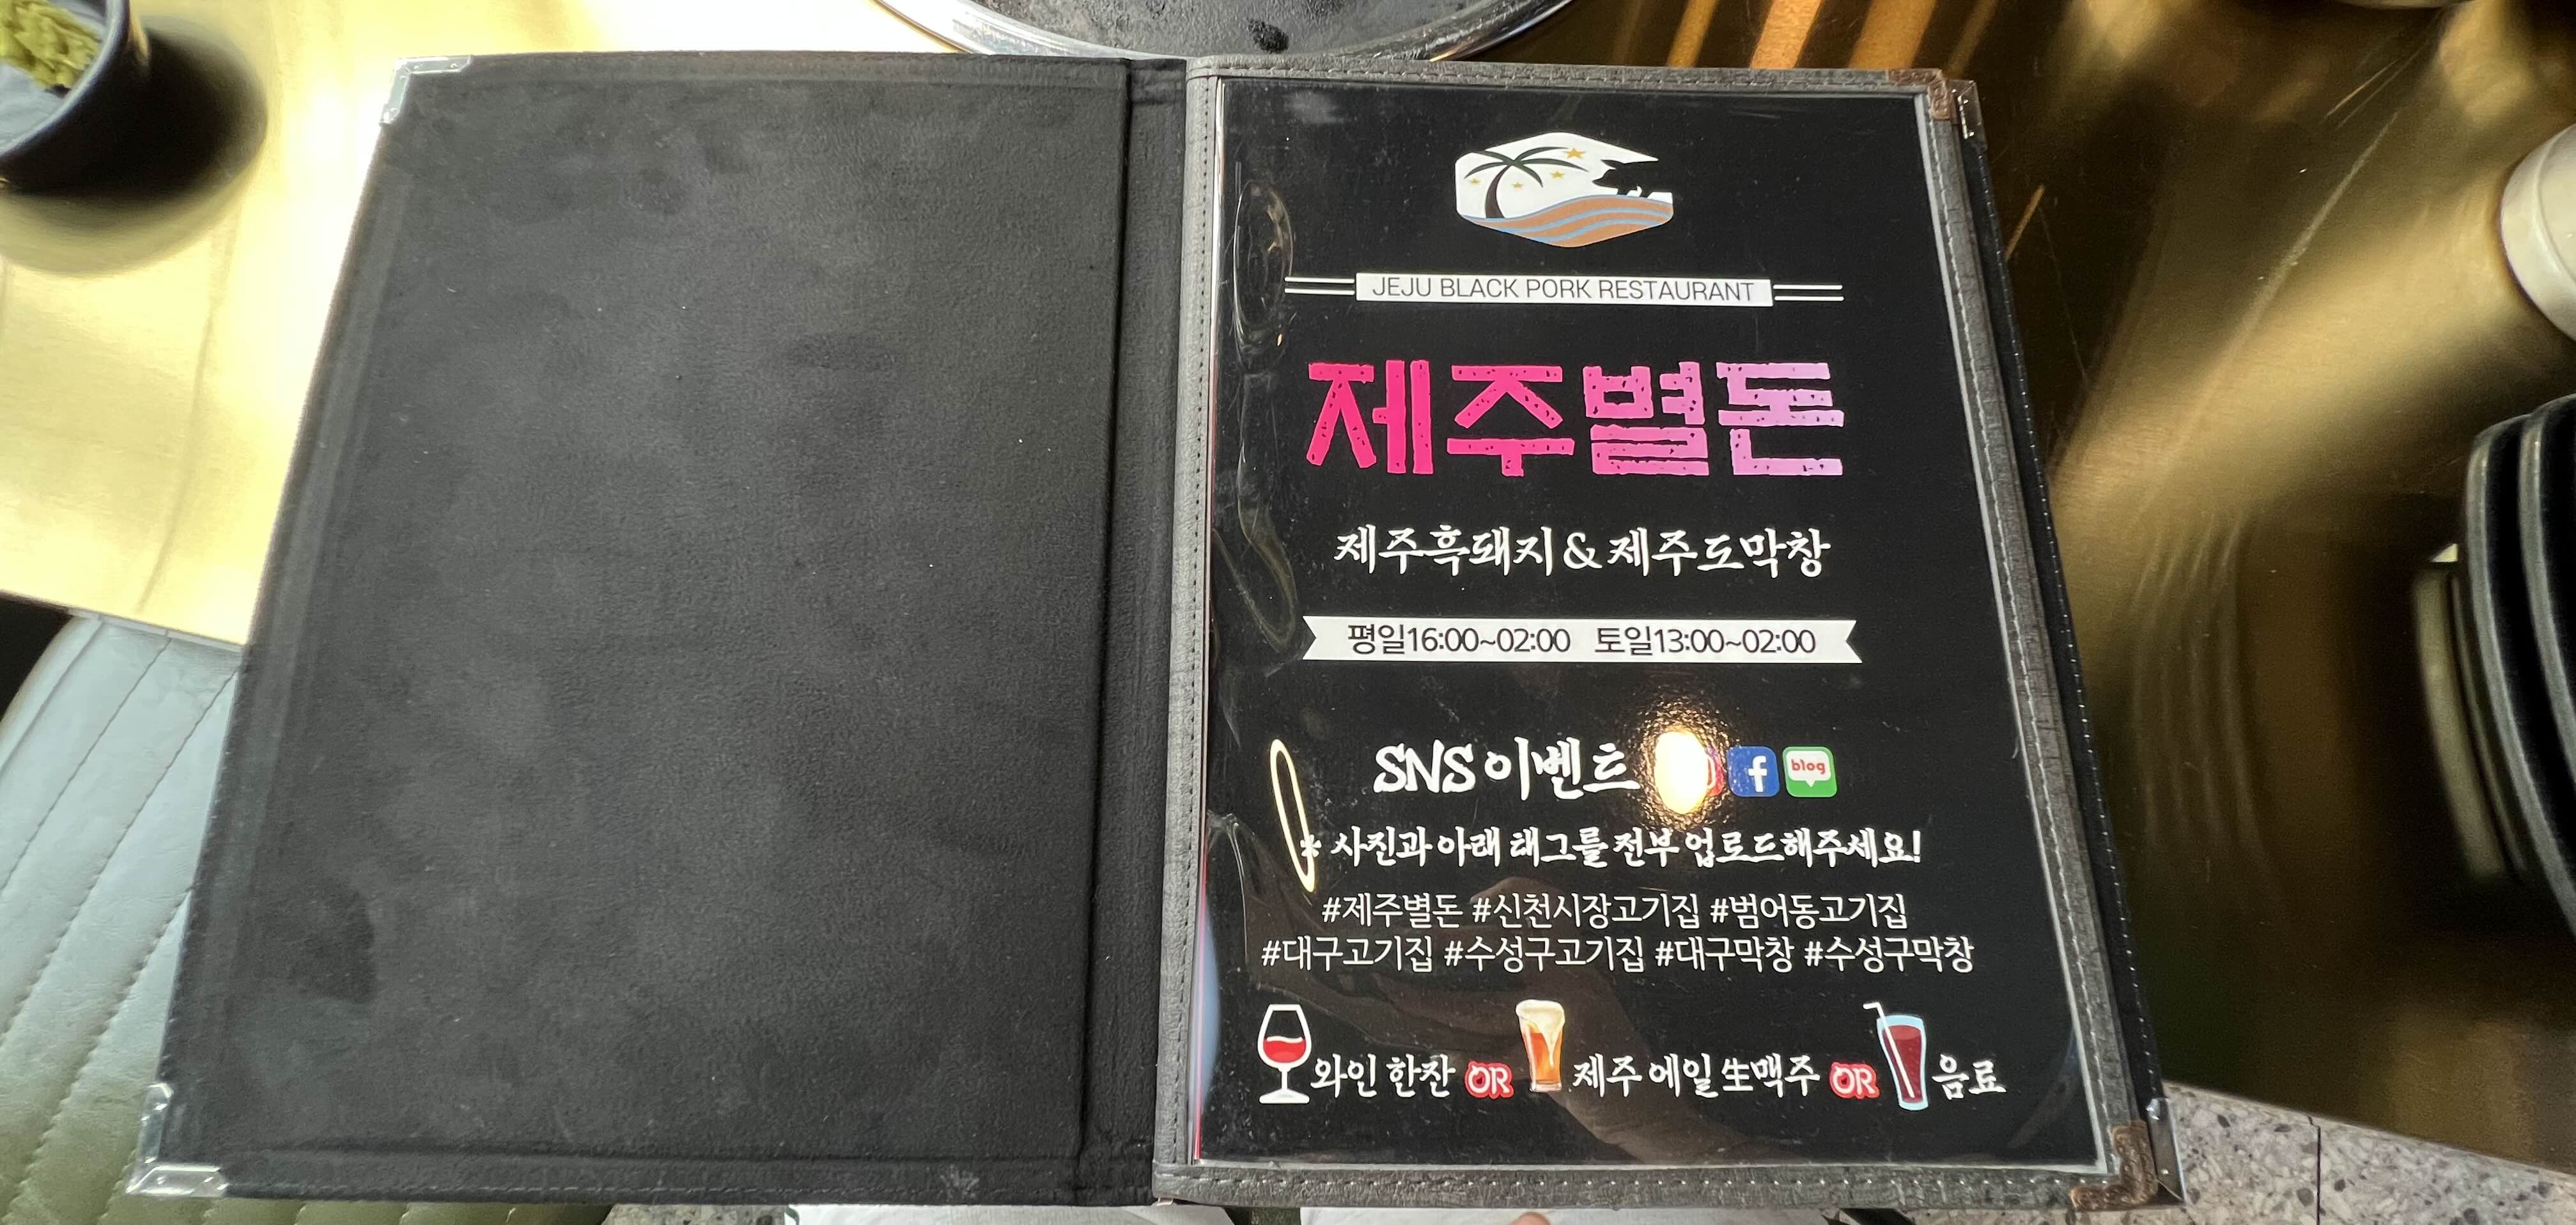 JEJU BLACK PORK RESTAURANT
제주별돈
제주흑돼지 & 제주도막창
평일16:00~02:00 토일13:00~02:00
SNS 이벤트 f blog
* 사진과 아래 태그를 전부 업로드해주세요!
#제주별돈 #신천시장고기집 #범어동고기집
#대구고기집 #수성구고기집 #대구막창 #수성구막창
와인 한잔 OR 제주 에일 生맥주 OR 음료